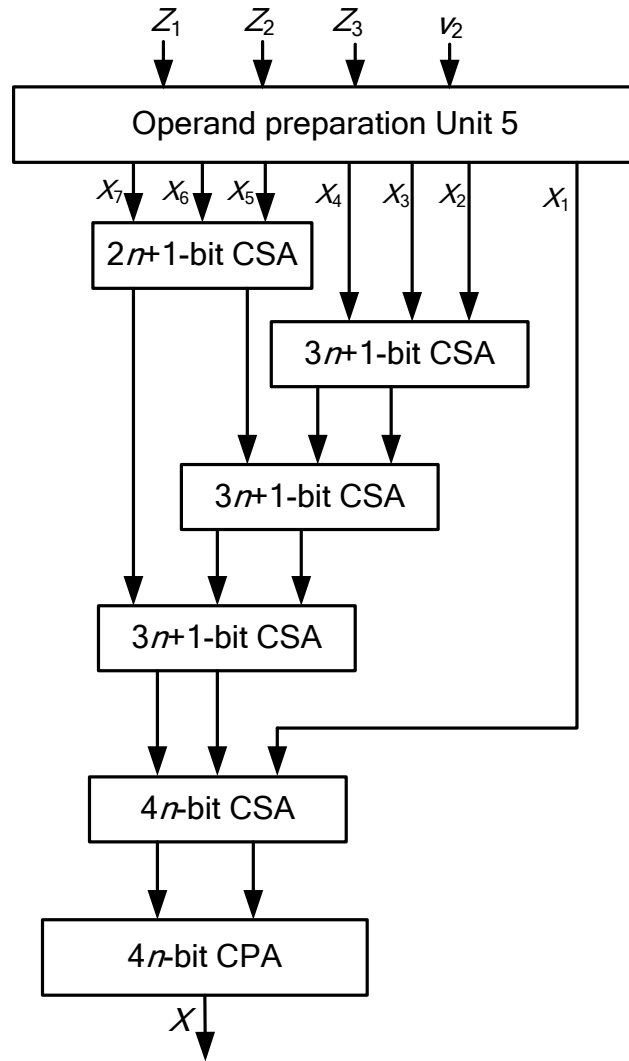 Z1 Z2 Z3 v2
Operand preparation Unit 5
X7 X6 X5 X4 X3 X2 X1
2n+1-bit CSA
3n+1-bit CSA
3n+1-bit CSA
3n+1-bit CSA
4n-bit CSA
4n-bit CPA
X